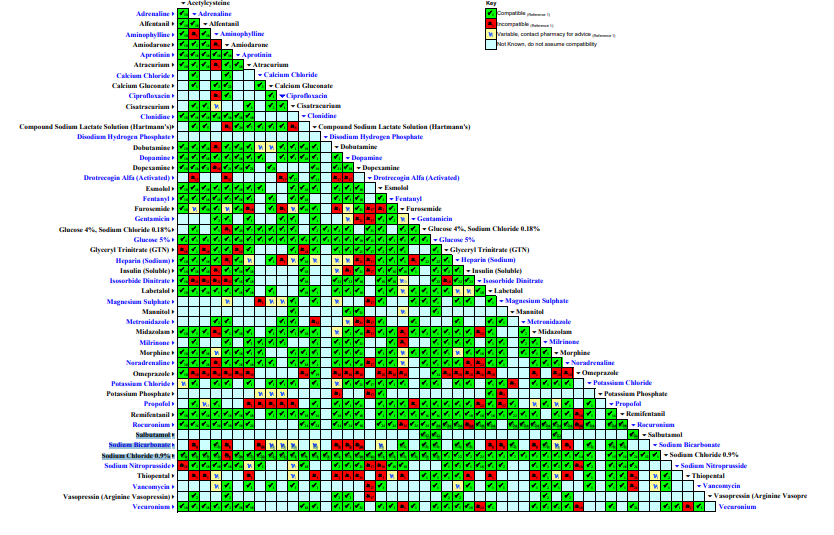 Acetylcysteine
Adrenaline Adrenaline
Alfentanil Alfentanil
Aminophylline Aminophylline
Amiodarone Amiodarone
Aprotinin Aprotinin
Atracurium Atracurium
Calcium Chloride Calcium Chloride
Calcium Gluconate Calcium Gluconate
Ciprofloxacin Ciprofloxacin
Cisatracurium Cisatracurium
Clonidine Clonidine
Compound Sodium Lactate Solution (Hartmann's) Compound Sodium Lactate Solution (Hartmann's)
Disodium Hydrogen Phosphate Disodium Hydrogen Phosphate
Dobutamine Dobutamine
Dopamine Dopamine
Dopexamine Dopexamine
Drotrecogin Alfa (Activated) Drotrecogin Alfa (Activated)
Esmolol Esmolol
Fentanyl Fentanyl
Furosemide Furosemide
Gentamicin Gentamicin
Glucose 4%, Sodium Chloride 0.18% Glucose 4%, Sodium Chloride 0.18%
Glucose 5% Glucose 5%
Glyceryl Trinitrate (GTN) Glyceryl Trinitrate (GTN)
Heparin (Sodium) Heparin (Sodium)
Insulin (Soluble) Insulin (Soluble)
Isosorbide Dinitrate Isosorbide Dinitrate
Labetalol Labetalol
Magnesium Sulphate Magnesium Sulphate
Mannitol Mannitol
Metronidazole Metronidazole
Midazolam Midazolam
Milrinone Milrinone
Morphine Morphine
Noradrenaline Noradrenaline
Omeprazole Omeprazole
Potassium Chloride Potassium Chloride
Potassium Phosphate Potassium Phosphate
Propofol Propofol
Remifentanil Remifentanil
Rocuronium Rocuronium
Salbutamol Salbutamol
Sodium Bicarbonate Sodium Bicarbonate
Sodium Chloride 0.9% Sodium Chloride 0.9%
Sodium Nitroprusside Sodium Nitroprusside
Thiopental Thiopental
Vancomycin Vancomycin
Vasopressin (Arginine Vasopressin) Vasopressin (Arginine Vasopre
Vecuronium Vecuronium
Key
Compatible (Reference 1)
Incompatible (Reference 1)
Variable, contact pharmacy for advice (Reference 1)
Not Known, do not assume compatibility